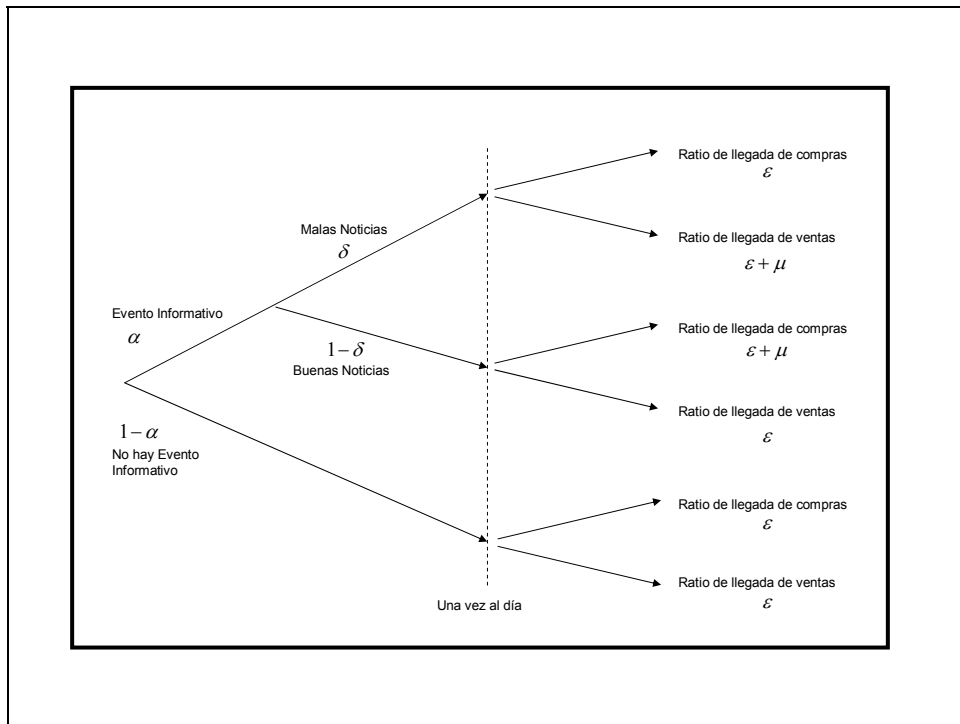 Ratio de llegada de compras
ε
Malas Noticias
δ
Ratio de llegada de ventas
ε + μ
Evento Informativo
α
Ratio de llegada de compras
ε + μ
1 − δ
Buenas Noticias
Ratio de llegada de ventas
ε
1 − α
No hay Evento
Informativo
Ratio de llegada de compras
ε
Ratio de llegada de ventas
ε
Una vez al día